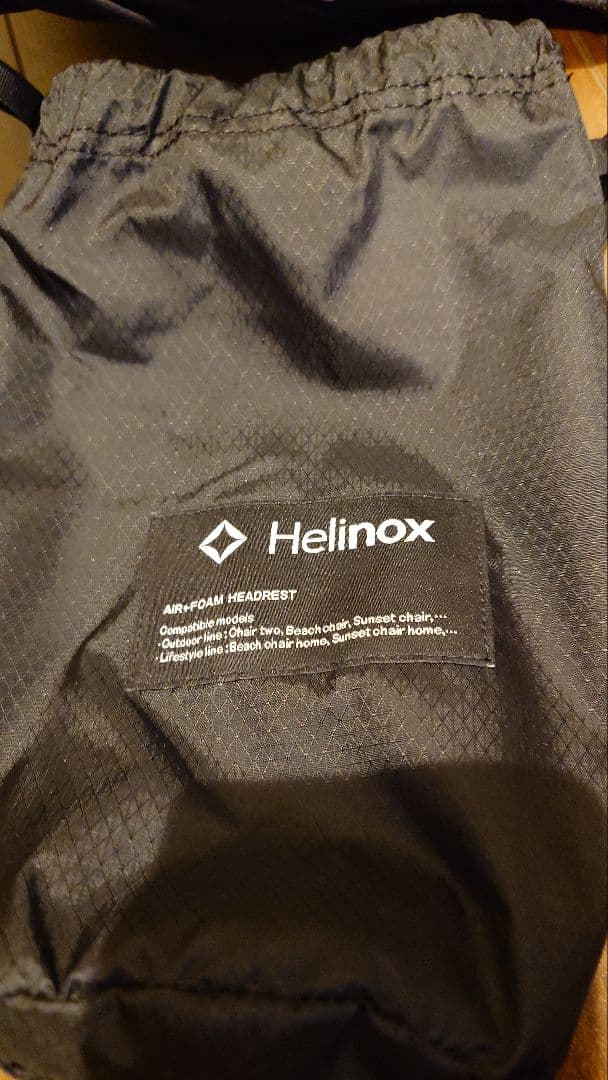 Helinox
AIR+FOAM HEADREST
Compatible models
·Outdoor line : Chair two, Beach chair, Sunset chair,...
·Lifestyle line : Beach chair home, Sunset chair home,...